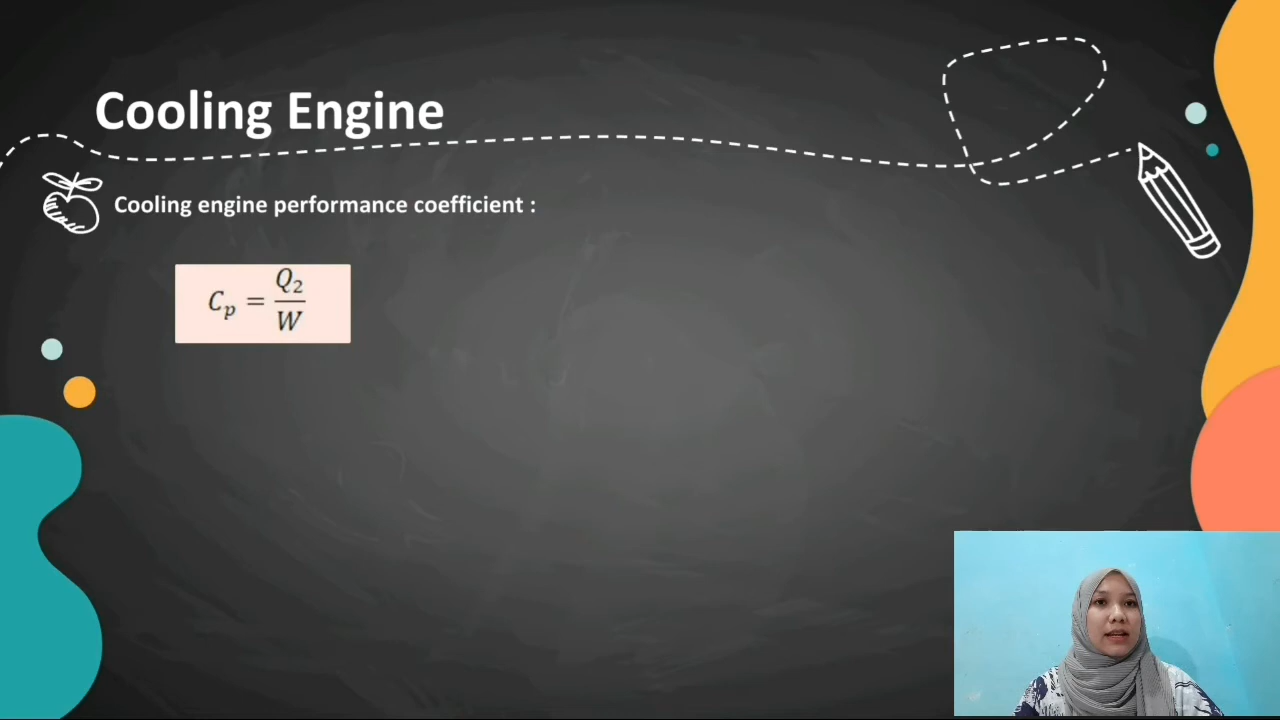 Cooling Engine
Cooling engine performance coefficient :
C_p = Q_2 / W